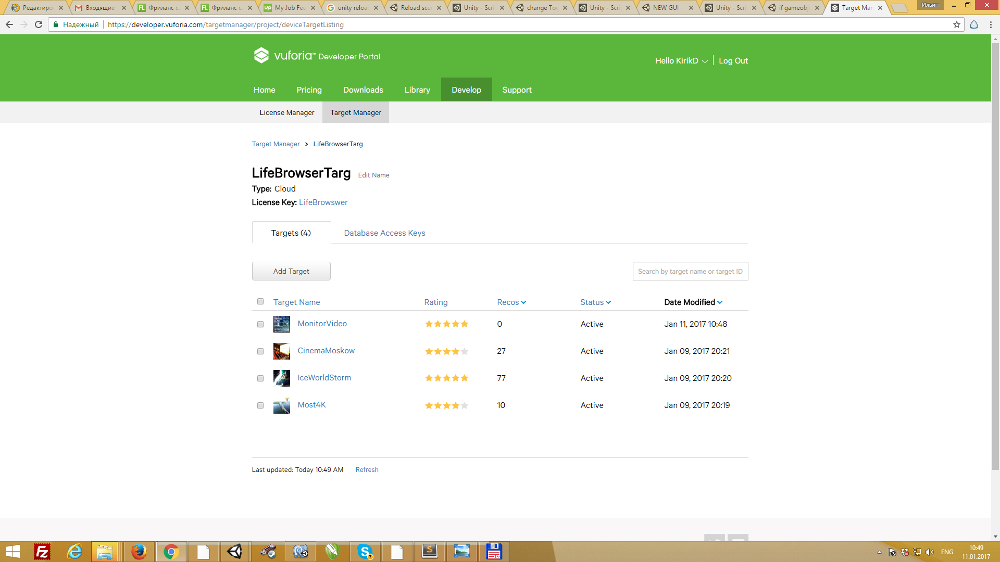 Редактиро
Входящие
Фриланс са
Фриланс са
My Job Fee
unity reloa
Reload sce
Unity - Scri
change Tog
Unity - Scri
NEW GUI -
Unity - Scri
if gameobj
Target Man
Ильин
Надежный
https://developer.vuforia.com/targetmanager/project/deviceTargetListing
vuforia™ Developer Portal
Hello KirikD
Log Out
Home
Pricing
Downloads
Library
Develop
Support
License Manager
Target Manager
Target Manager > LifeBrowserTarg
LifeBrowserTarg Edit Name
Type: Cloud
License Key: LifeBrowswer
Targets (4)
Database Access Keys
Add Target
Search by target name or target ID
Target Name Rating Recos Status Date Modified
MonitorVideo 0 Active Jan 11, 2017 10:48
CinemaMoskow 27 Active Jan 09, 2017 20:21
IceWorldStorm 77 Active Jan 09, 2017 20:20
Most4K 10 Active Jan 09, 2017 20:19
Last updated: Today 10:49 AM Refresh
ENG
10:49
11.01.2017